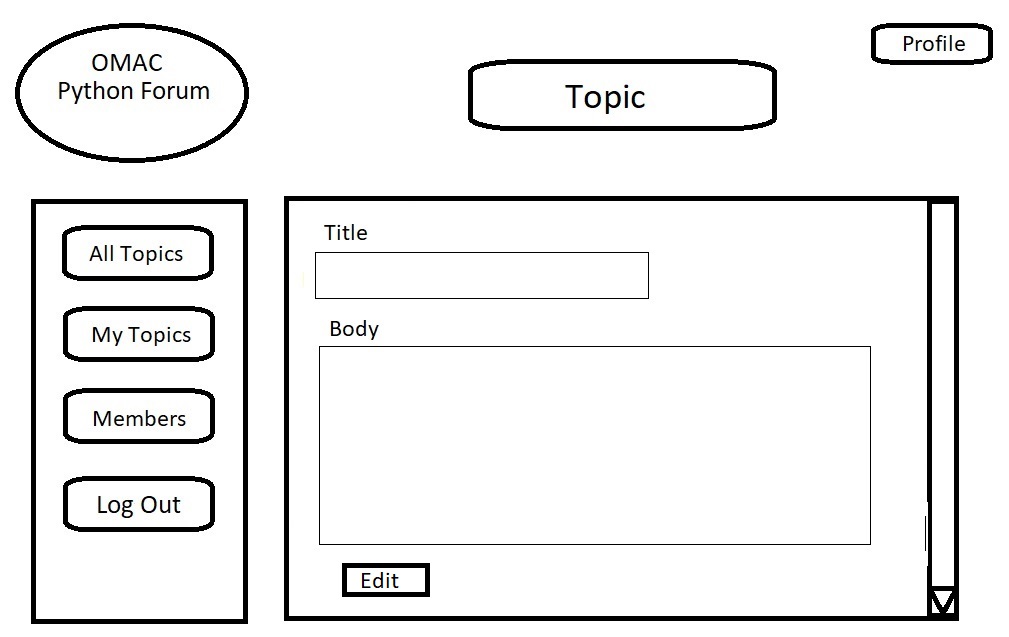 OMAC
Python Forum
Profile
Topic
All Topics
My Topics
Members
Log Out
Title
Body
Edit